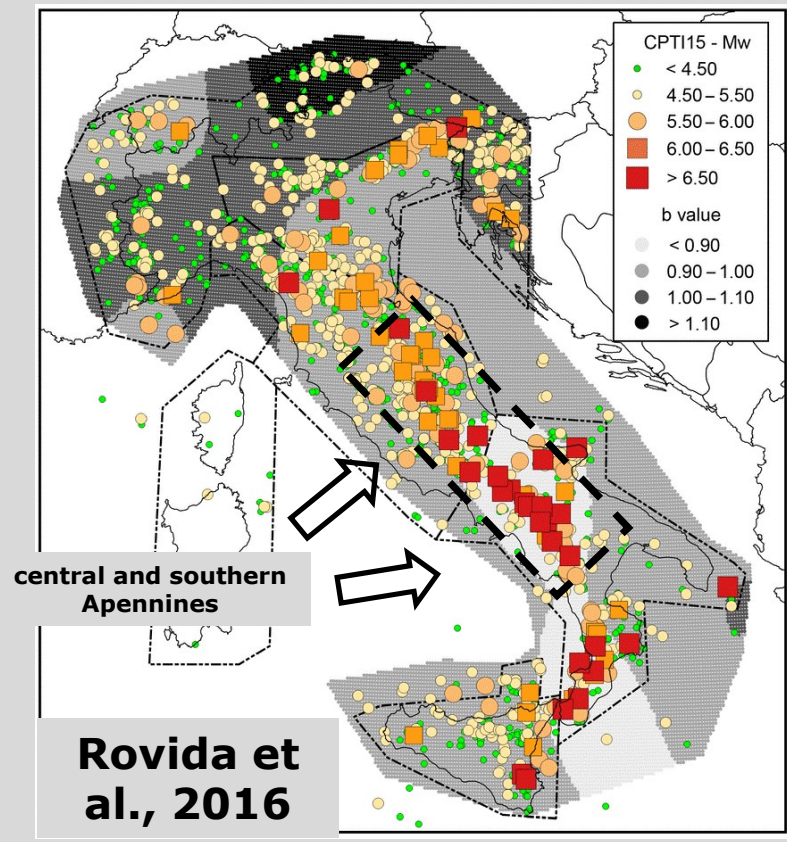 CPTI15 - Mw
< 4.50
4.50 – 5.50
5.50 – 6.00
6.00 – 6.50
> 6.50
b value
< 0.90
0.90 – 1.00
1.00 – 1.10
> 1.10
central and southern
Apennines
Rovida et
al., 2016